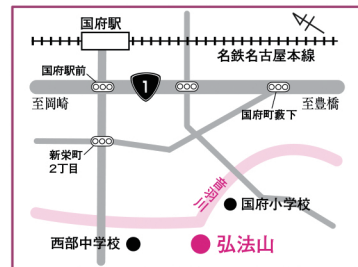 国府駅
名鉄名古屋本線
国府駅前
1
至岡崎
至豊橋
国府町藪下
新栄町
2丁目
音羽川
国府小学校
西部中学校
弘法山